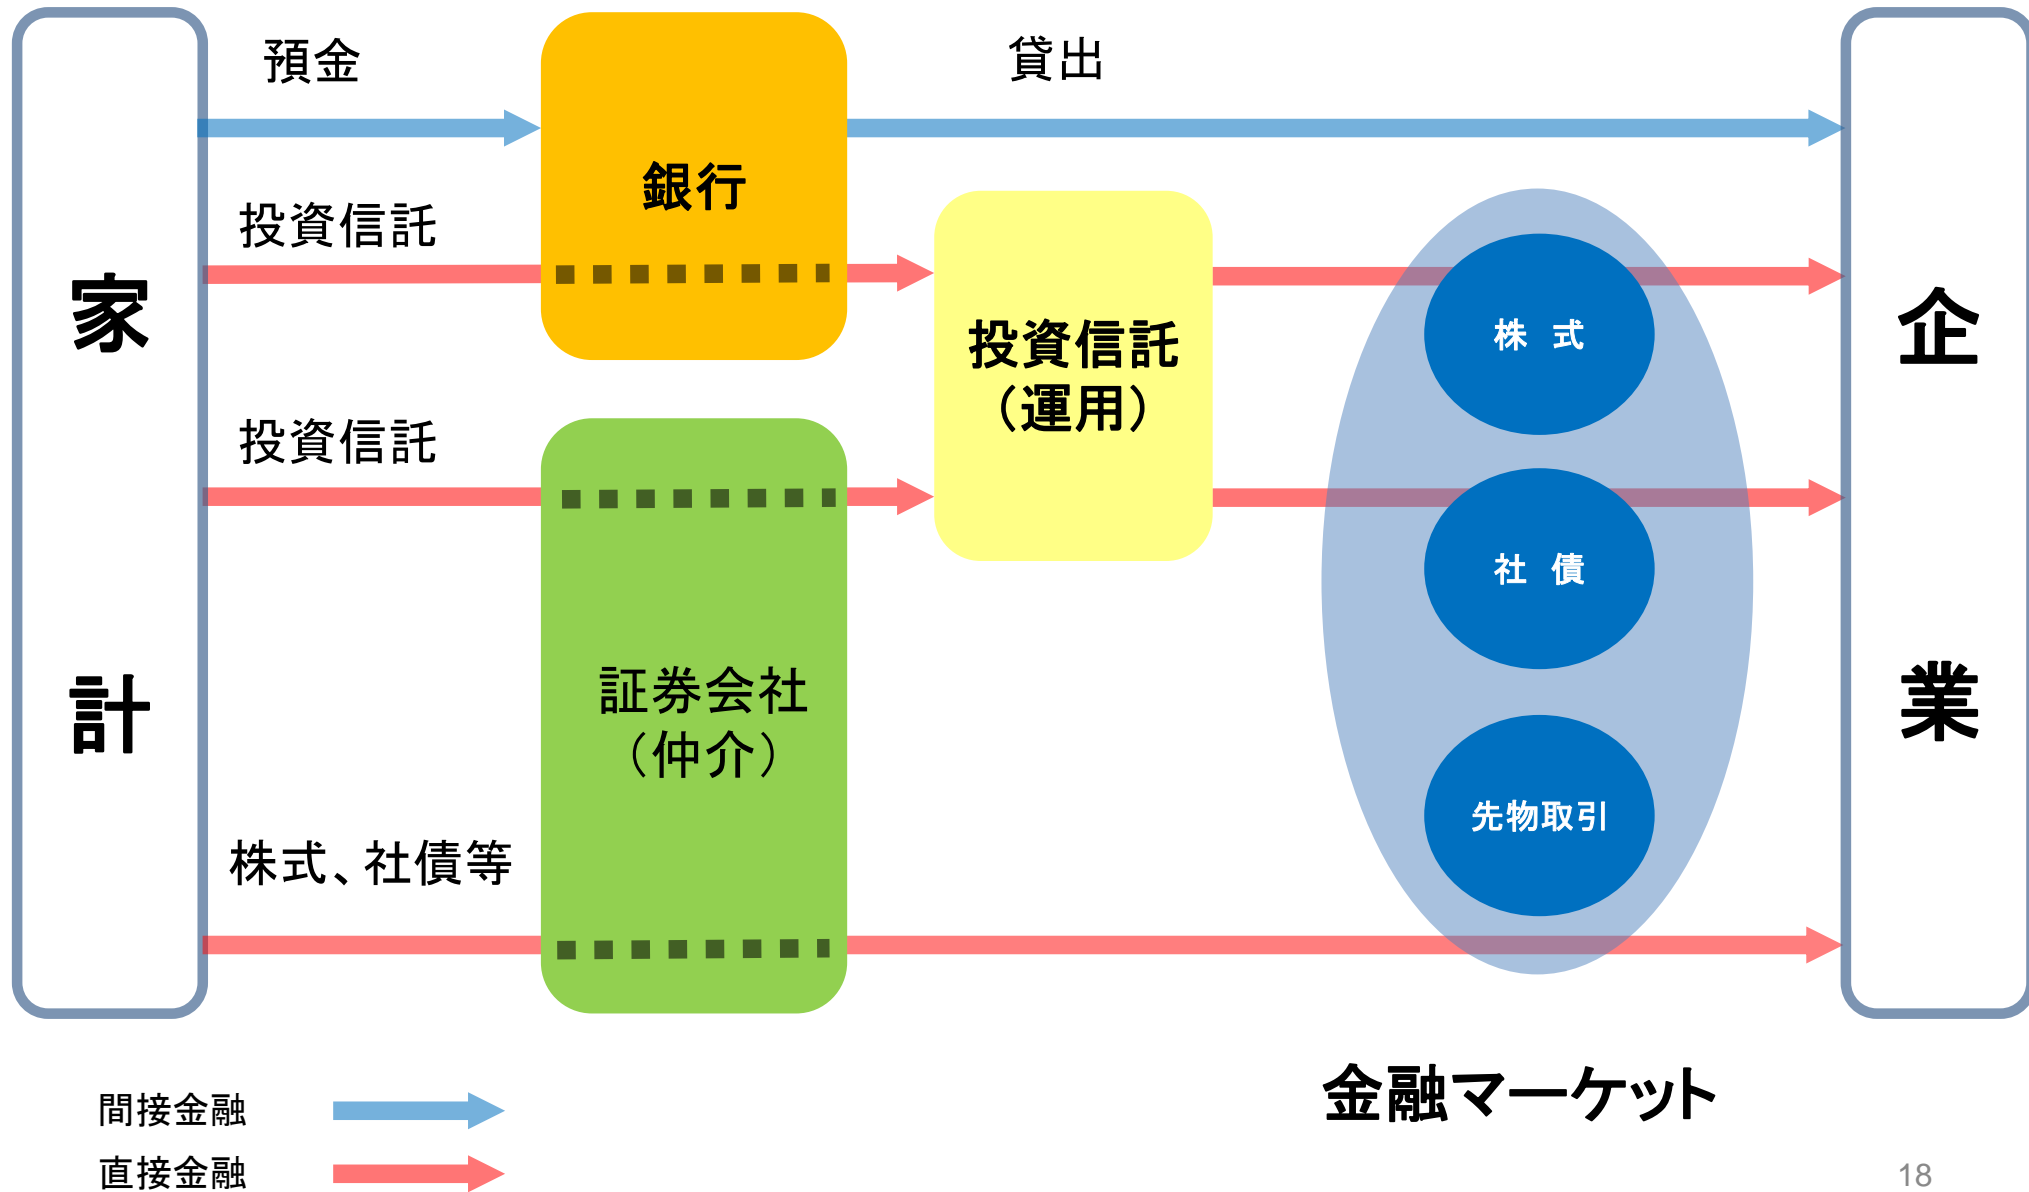 預金
貸出
銀行
投資信託
家計
投資信託
（運用）
株　式
企業
投資信託
社　債
証券会社
（仲介）
先物取引
株式、社債等
金融マーケット
間接金融
直接金融
18